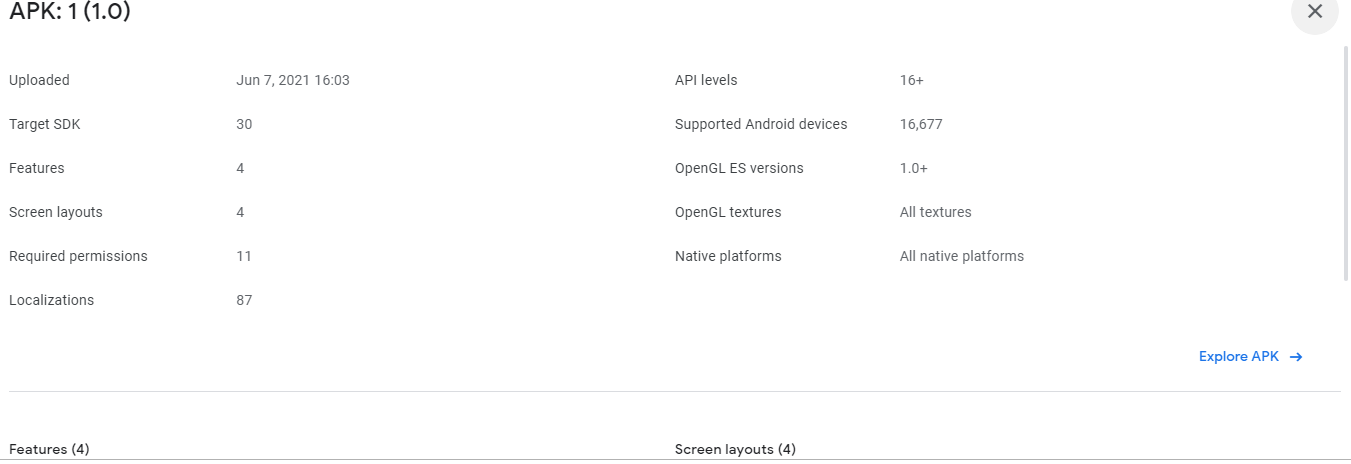 APK: 1 (1.0)
Uploaded Jun 7, 2021 16:03 API levels 16+
Target SDK 30 Supported Android devices 16,677
Features 4 OpenGL ES versions 1.0+
Screen layouts 4 OpenGL textures All textures
Required permissions 11 Native platforms All native platforms
Localizations 87
Explore APK →
Features (4) Screen layouts (4)